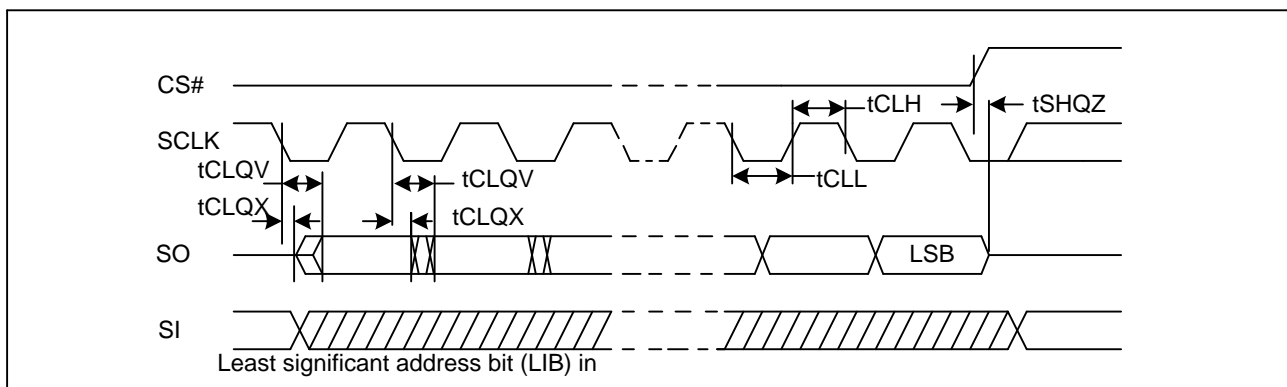 CS#
tCLH
tSHQZ
SCLK
tCLQV
tCLQV
tCLL
tCLQX
tCLQX
SO
LSB
SI
Least significant address bit (LIB) in